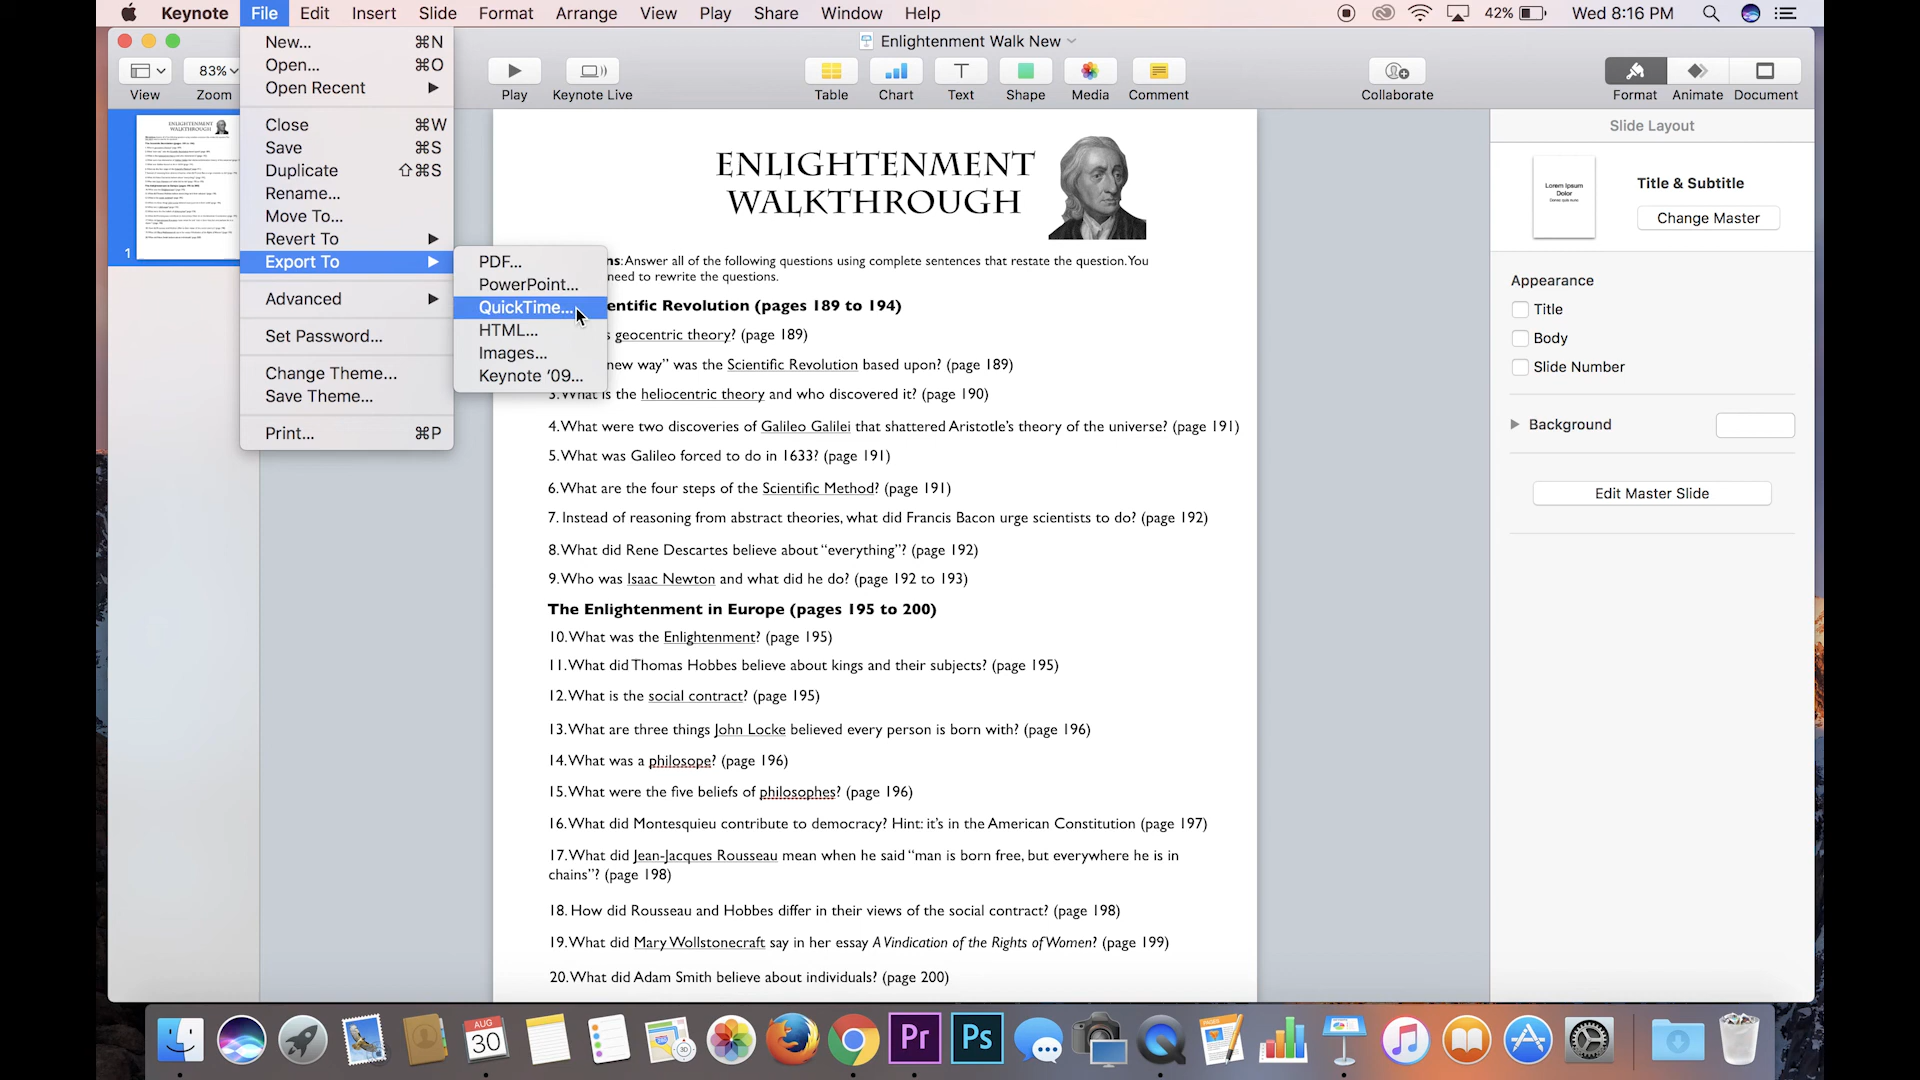 Keynote File Edit Insert Slide Format Arrange View Play Share Window Help 42% Wed 8:16 PM
Enlightenment Walk New
83%
View Zoom Play Keynote Live Table Chart Text Shape Media Comment Collaborate Format Animate Document
New... ⌘N
Open... ⌘O
Open Recent
Close ⌘W
Save ⌘S
Duplicate ⇧⌘S
Rename...
Move To...
Revert To
Export To
Advanced
Set Password...
Change Theme...
Save Theme...
Print... ⌘P
PDF...
PowerPoint...
QuickTime...
HTML...
Images...
Keynote '09...
ENLIGHTENMENT
WALKTHROUGH
1
ENLIGHTENMENT
WALKTHROUGH
ns: Answer all of the following questions using complete sentences that restate the question. You
need to rewrite the questions.
entific Revolution (pages 189 to 194)
s geocentric theory? (page 189)
new way” was the Scientific Revolution based upon? (page 189)
3. What is the heliocentric theory and who discovered it? (page 190)
4. What were two discoveries of Galileo Galilei that shattered Aristotle's theory of the universe? (page 191)
5. What was Galileo forced to do in 1633? (page 191)
6. What are the four steps of the Scientific Method? (page 191)
7. Instead of reasoning from abstract theories, what did Francis Bacon urge scientists to do? (page 192)
8. What did Rene Descartes believe about “everything”? (page 192)
9. Who was Isaac Newton and what did he do? (page 192 to 193)
The Enlightenment in Europe (pages 195 to 200)
10. What was the Enlightenment? (page 195)
11. What did Thomas Hobbes believe about kings and their subjects? (page 195)
12. What is the social contract? (page 195)
13. What are three things John Locke believed every person is born with? (page 196)
14. What was a philosope? (page 196)
15. What were the five beliefs of philosophes? (page 196)
16. What did Montesquieu contribute to democracy? Hint: it's in the American Constitution (page 197)
17. What did Jean-Jacques Rousseau mean when he said “man is born free, but everywhere he is in
chains”? (page 198)
18. How did Rousseau and Hobbes differ in their views of the social contract? (page 198)
19. What did Mary Wollstonecraft say in her essay A Vindication of the Rights of Women? (page 199)
20. What did Adam Smith believe about individuals? (page 200)
Slide Layout
Lorem Ipsum
Dolor
Title & Subtitle
Change Master
Appearance
Title
Body
Slide Number
Background
Edit Master Slide
AUG
30
Pr
Ps